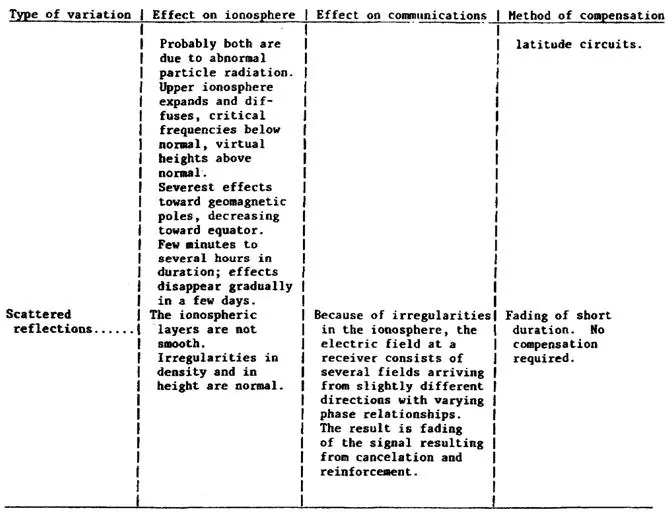 Type of variation | Effect on ionosphere | Effect on communications | Method of compensation
Probably both are
due to abnormal
particle radiation.
Upper ionosphere
expands and dif-
fuses, critical
frequencies below
normal, virtual
heights above
normal.
Severest effects
toward geomagnetic
poles, decreasing
toward equator.
Few minutes to
several hours in
duration; effects
disappear gradually
in a few days.
latitude circuits.
Scattered
reflections......
The ionospheric
layers are not
smooth.
Irregularities in
density and in
height are normal.
Because of irregularities
in the ionosphere, the
electric field at a
receiver consists of
several fields arriving
from slightly different
directions with varying
phase relationships.
The result is fading
of the signal resulting
from cancelation and
reinforcement.
Fading of short
duration. No
compensation
required.